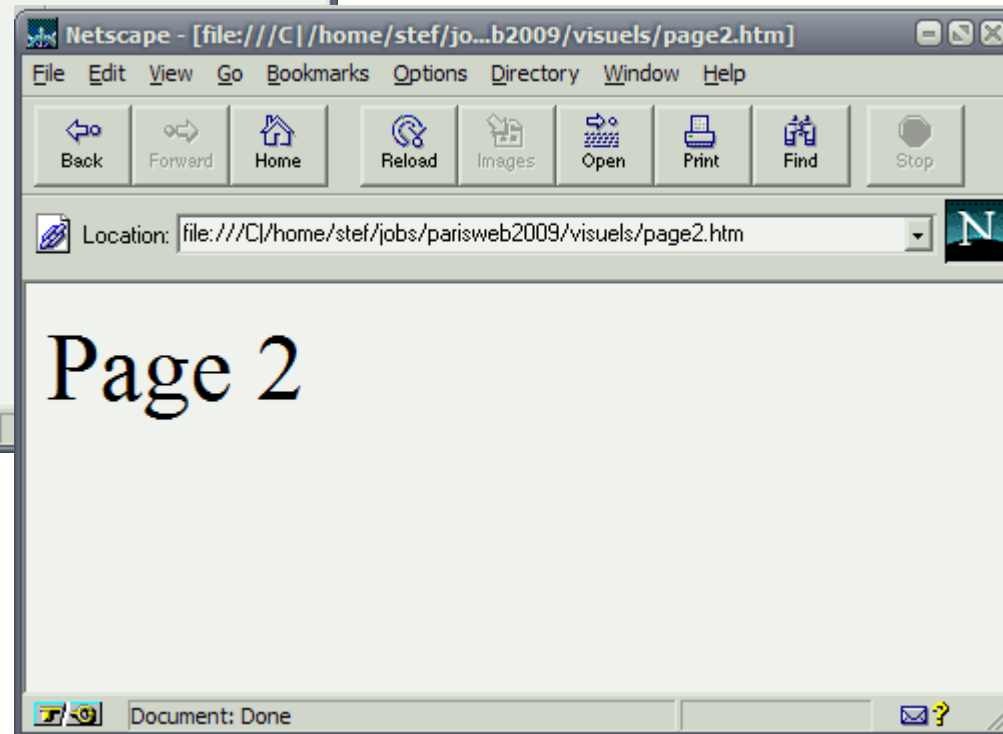 Netscape - [file:///C|/home/stef/jo...b2009/visuels/page2.htm]
File Edit View Go Bookmarks Options Directory Window Help
Back Forward Home Reload Images Open Print Find Stop
Location: file:///C|/home/stef/jobs/parisweb2009/visuels/page2.htm N
Page 2
Document: Done ?